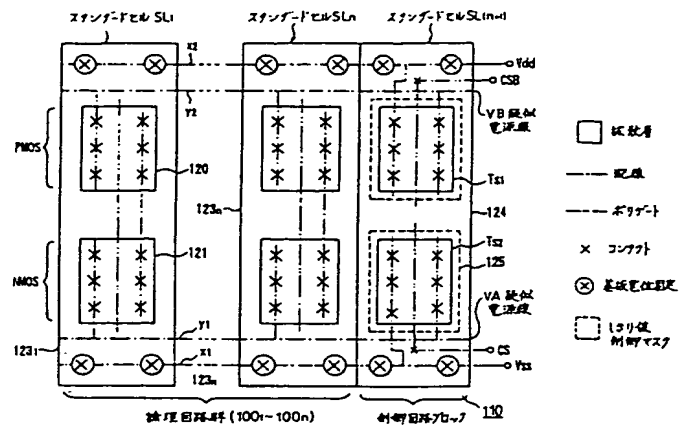 スタンダードセルSL1
スタンダードセルSLn
スタンダードセルSL(n+1)
X2
Vdd
CSB
Y2
VB 疑似電源線
PMOS
120
Ts1
123n
124
121
Ts2
125
NMOS
Y1
VA 疑似電源線
1231
X1
CS
Vss
123n
論理回路群(1001~100n)
制御回路ブロック
110
拡散層
配線
ポリゲート
コンタクト
基板電位固定
しきい値制御マスク